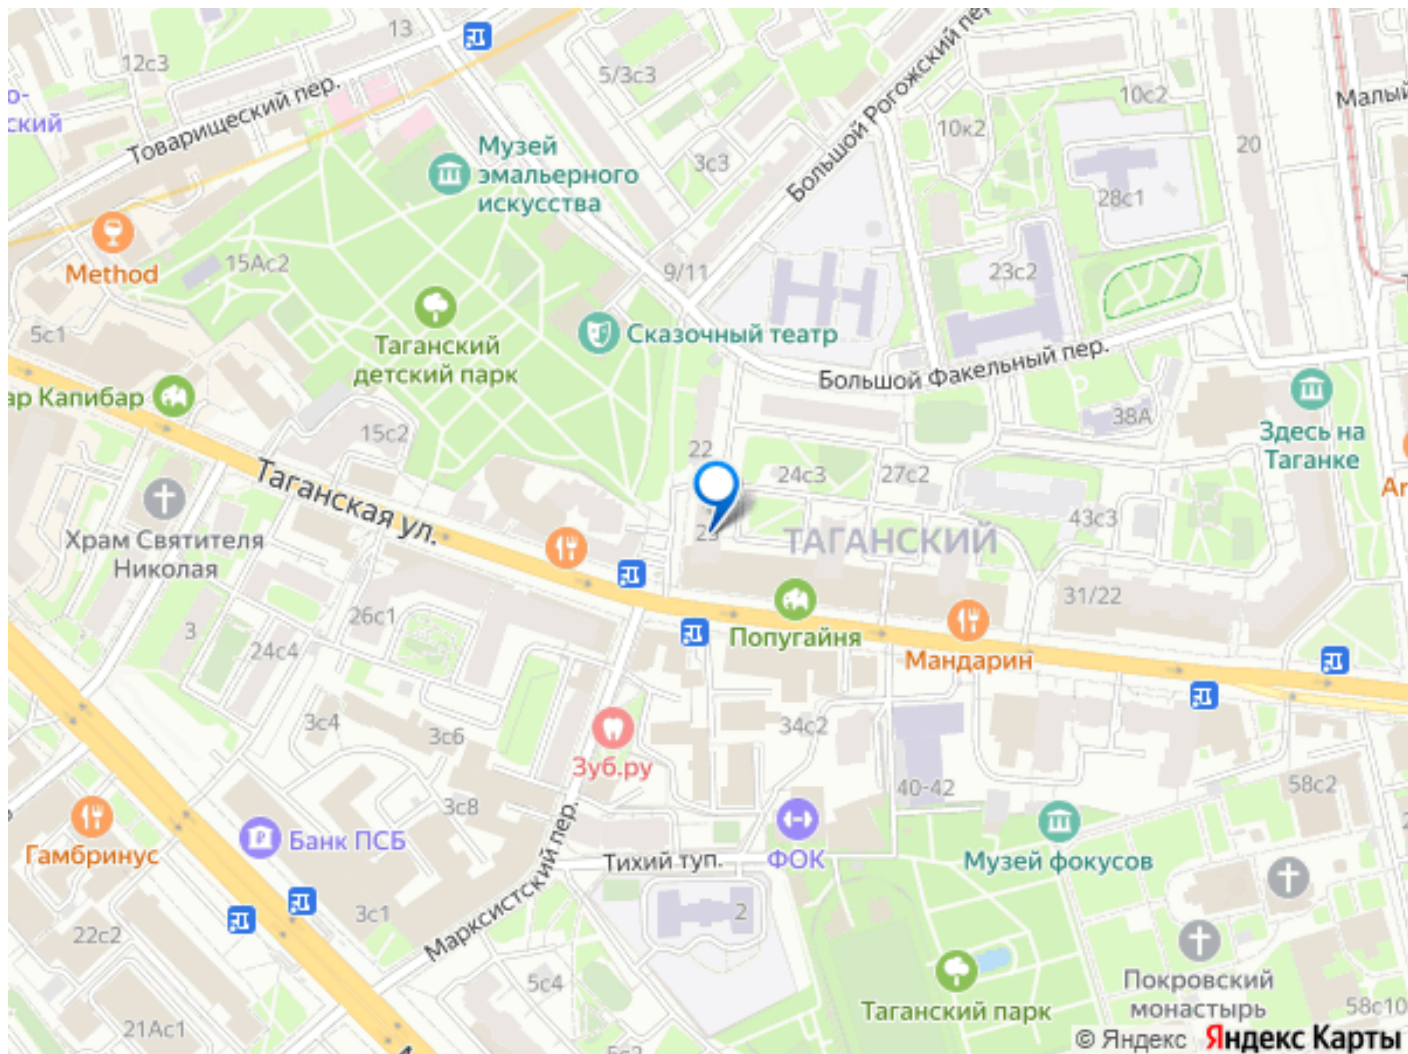 13
12с3
5/3с3
Товарищеский пер.
о-
ский
Музей
эмальерного
искусства
3с3
Большой Рогожский пер.
10к2
10с2
Малый
20
28с1
Method
15Ас2
9/11
23с2
5с1
Таганский
детский парк
Сказочный театр
Большой Факельный пер.
ар Капибар
15с2
38А
Здесь на
Таганке
22
24с3
27с2
Таганская ул.
43с3
Храм Святителя
Николая
ТАГАНСКИЙ
31/22
26с1
3
24с4
Попугайня
Мандарин
3с4
3с6
34с2
Зуб.ру
40-42
58с2
3с8
Гамбринус
Банк ПСБ
Марксистский пер.
Тихий туп.
ФОК
Музей фокусов
3с1
2
22с2
5с4
Таганский парк
Покровский
монастырь
58с10
21Ас1
© Яндекс Яндекс Карты